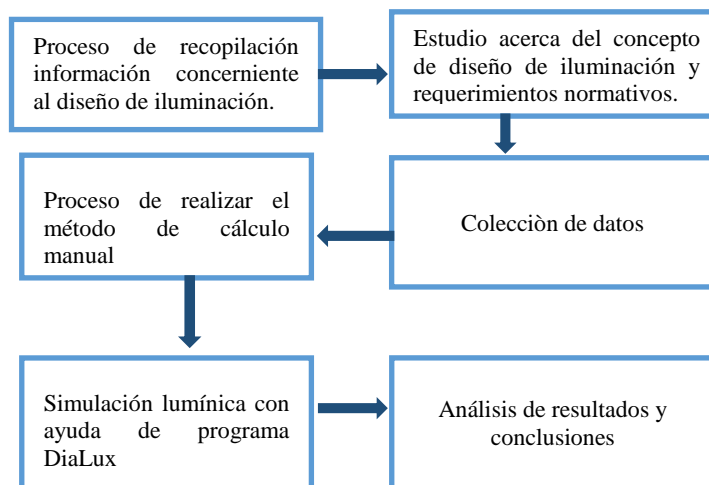 Proceso de recopilación
información concerniente
al diseño de iluminación.
Estudio acerca del concepto
de diseño de iluminación y
requerimientos normativos.
Colecciòn de datos
Proceso de realizar el
método de cálculo
manual
Simulación lumínica con
ayuda de programa
DiaLux
Análisis de resultados y
conclusiones